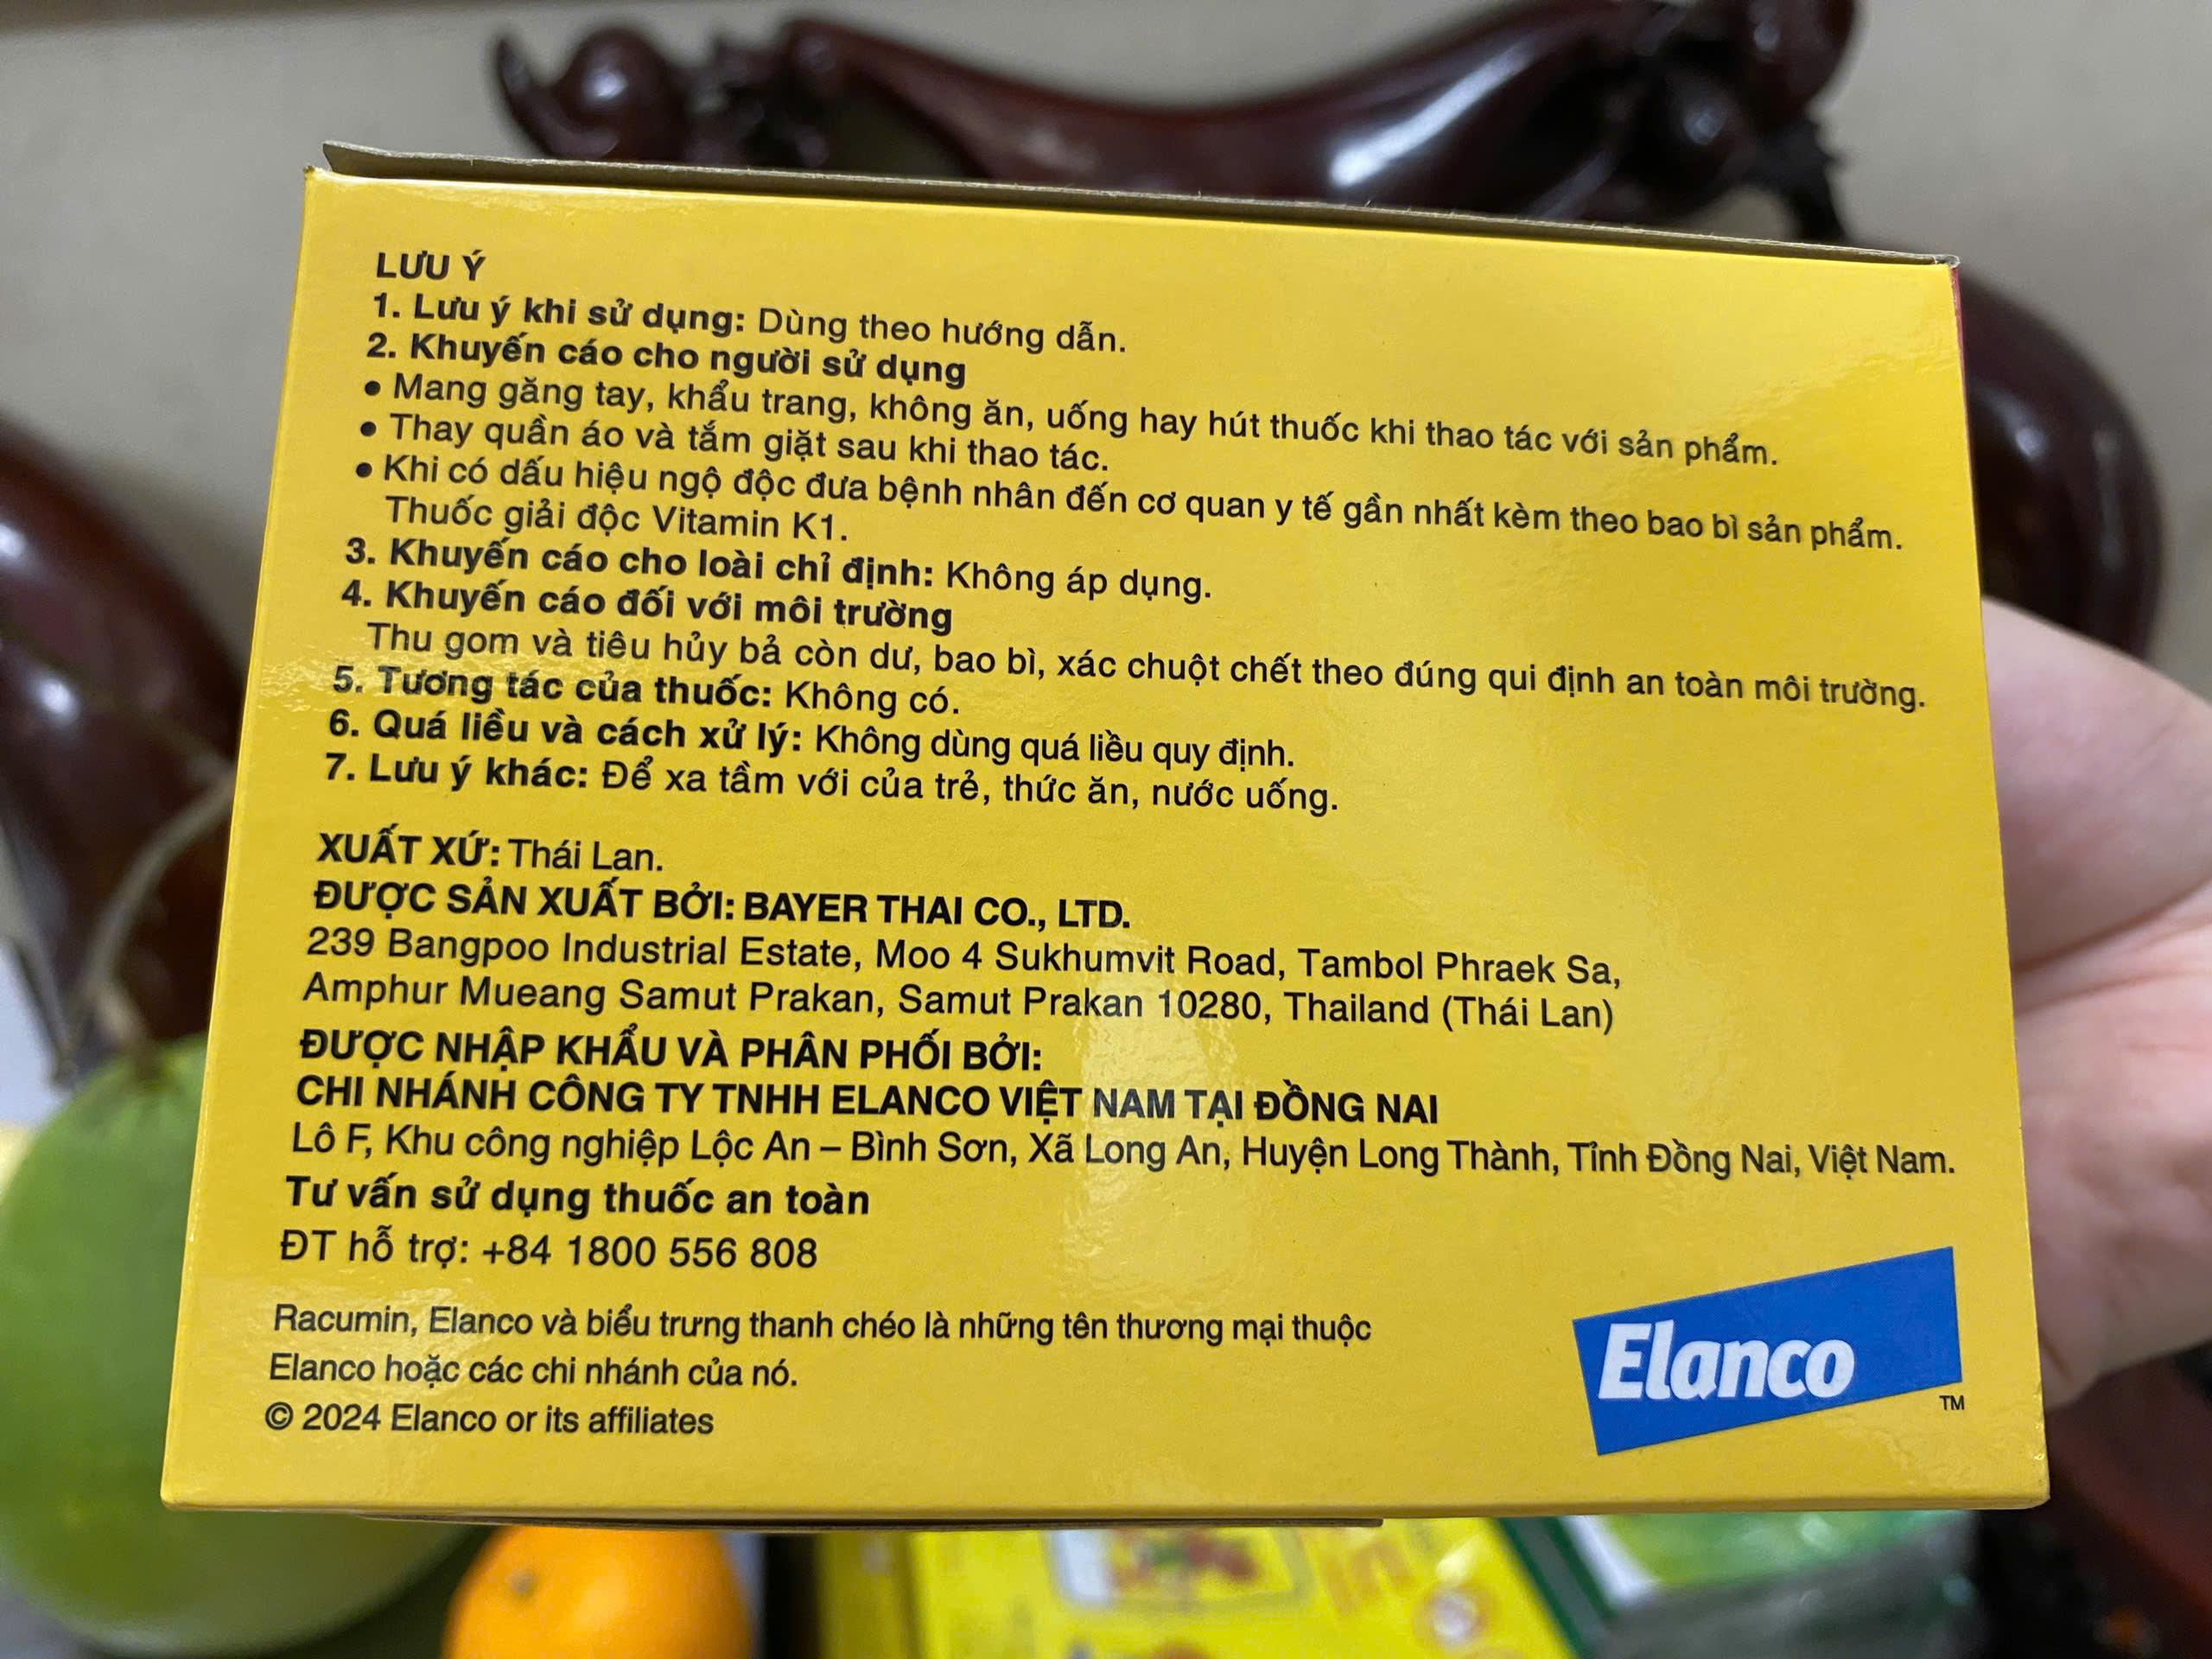 LƯU Ý
1. Lưu ý khi sử dụng: Dùng theo hướng dẫn.
2. Khuyến cáo cho người sử dụng
• Mang găng tay, khẩu trang, không ăn, uống hay hút thuốc khi thao tác với sản phẩm.
• Thay quần áo và tắm giặt sau khi thao tác.
• Khi có dấu hiệu ngộ độc đưa bệnh nhân đến cơ quan y tế gần nhất kèm theo bao bì sản phẩm.
Thuốc giải độc Vitamin K1.
3. Khuyến cáo cho loài chỉ định: Không áp dụng.
4. Khuyến cáo đối với môi trường
Thu gom và tiêu hủy bả còn dư, bao bì, xác chuột chết theo đúng qui định an toàn môi trường.
5. Tương tác của thuốc: Không có.
6. Quá liều và cách xử lý: Không dùng quá liều quy định.
7. Lưu ý khác: Để xa tầm với của trẻ, thức ăn, nước uống.
XUẤT XỨ: Thái Lan.
ĐƯỢC SẢN XUẤT BỞI: BAYER THAI CO., LTD.
239 Bangpoo Industrial Estate, Moo 4 Sukhumvit Road, Tambol Phraek Sa,
Amphur Mueang Samut Prakan, Samut Prakan 10280, Thailand (Thái Lan)
ĐƯỢC NHẬP KHẨU VÀ PHÂN PHỐI BỞI:
CHI NHÁNH CÔNG TY TNHH ELANCO VIỆT NAM TẠI ĐỒNG NAI
Lô F, Khu công nghiệp Lộc An – Bình Sơn, Xã Long An, Huyện Long Thành, Tỉnh Đồng Nai, Việt Nam.
Tư vấn sử dụng thuốc an toàn
ĐT hỗ trợ: +84 1800 556 808
Racumin, Elanco và biểu trưng thanh chéo là những tên thương mại thuộc
Elanco hoặc các chi nhánh của nó.
© 2024 Elanco or its affiliates
Elanco
TM